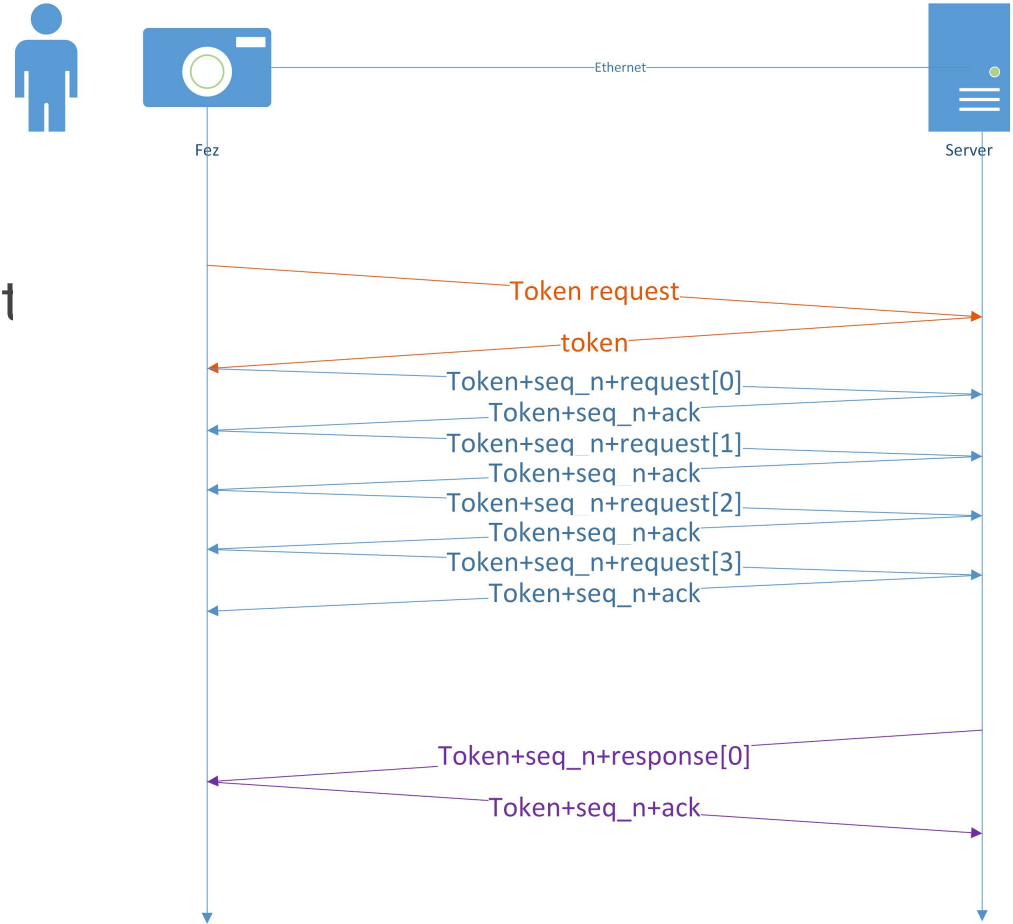 Ethernet
Fez
Server
t
Token request
token
Token+seq_n+request[0]
Token+seq_n+ack
Token+seq_n+request[1]
Token+seq_n+ack
Token+seq_n+request[2]
Token+seq_n+ack
Token+seq_n+request[3]
Token+seq_n+ack
Token+seq_n+response[0]
Token+seq_n+ack